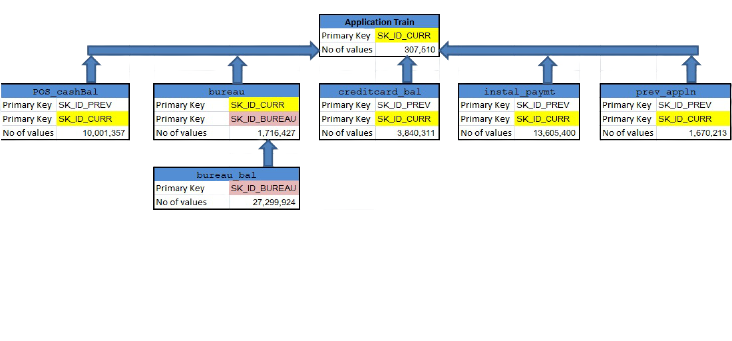 Application Train
Primary Key SK_ID_CURR
No of values 307,510
POS_cashBal
Primary Key SK_ID_PREV
Primary Key SK_ID_CURR
No of values 10,001,357
bureau
Primary Key SK_ID_CURR
Primary Key SK_ID_BUREAU
No of values 1,716,427
creditcard_bal
Primary Key SK_ID_PREV
Primary Key SK_ID_CURR
No of values 3,840,311
instal_paymt
Primary Key SK_ID_PREV
Primary Key SK_ID_CURR
No of values 13,605,400
prev_appln
Primary Key SK_ID_PREV
Primary Key SK_ID_CURR
No of values 1,670,213
bureau_bal
Primary Key SK_ID_BUREAU
No of values 27,299,924